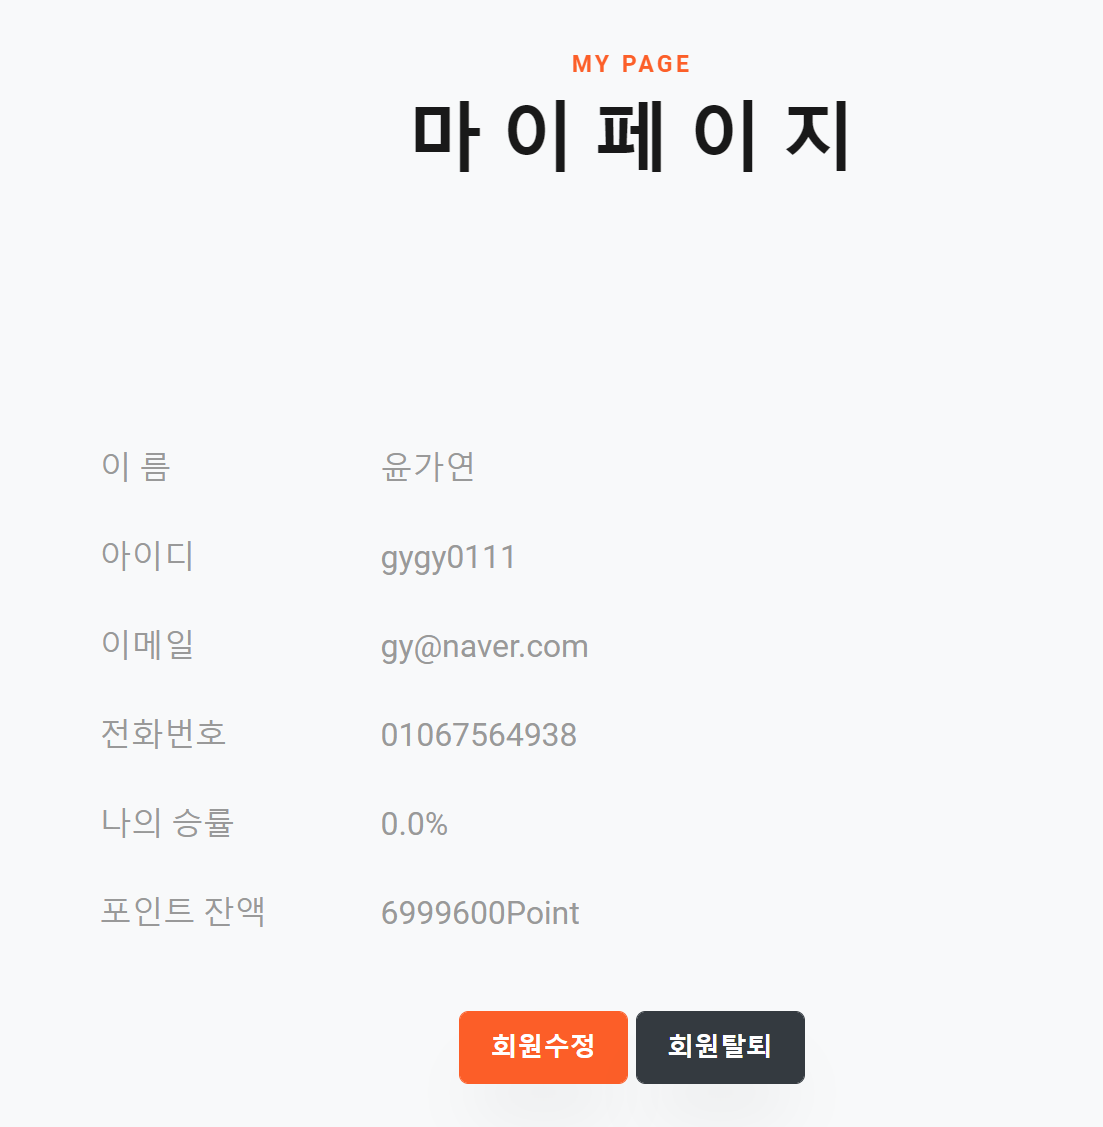 MY PAGE
마 이 페 이 지
이 름 윤가연
아이디 gygy0111
이메일 gy@naver.com
전화번호 01067564938
나의 승률 0.0%
포인트 잔액 6999600Point
회원수정 회원탈퇴